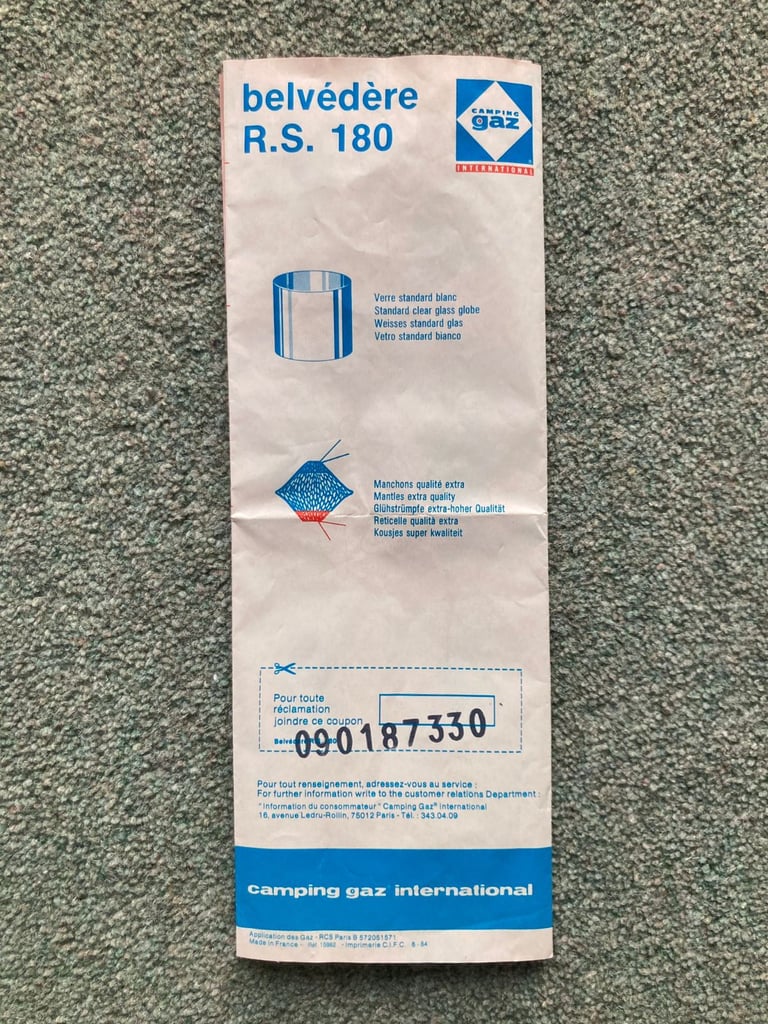 belvédère
R.S. 180
CAMPING
gaz
INTERNATIONAL
Verre standard blanc
Standard clear glass globe
Weisses standard glas
Vetro standard bianco
Manchons qualité extra
Mantles extra quality
Glühstrümpfe extra-hoher Qualität
Reticelle qualità extra
Kousjes super kwaliteit
Pour toute
réclamation
joindre ce coupon
090187330
Pour tout renseignement, adressez-vous au service :
For further information write to the customer relations Department :
"Information du consommateur" Camping Gaz® International
16, avenue Ledru-Rollin, 75012 Paris - Tél. : 343.04.09
camping gaz international
Application des Gaz - RCS Paris B 572051571
Made in France - Réf. - Imprimerie C.I.F.C. 6 - 84